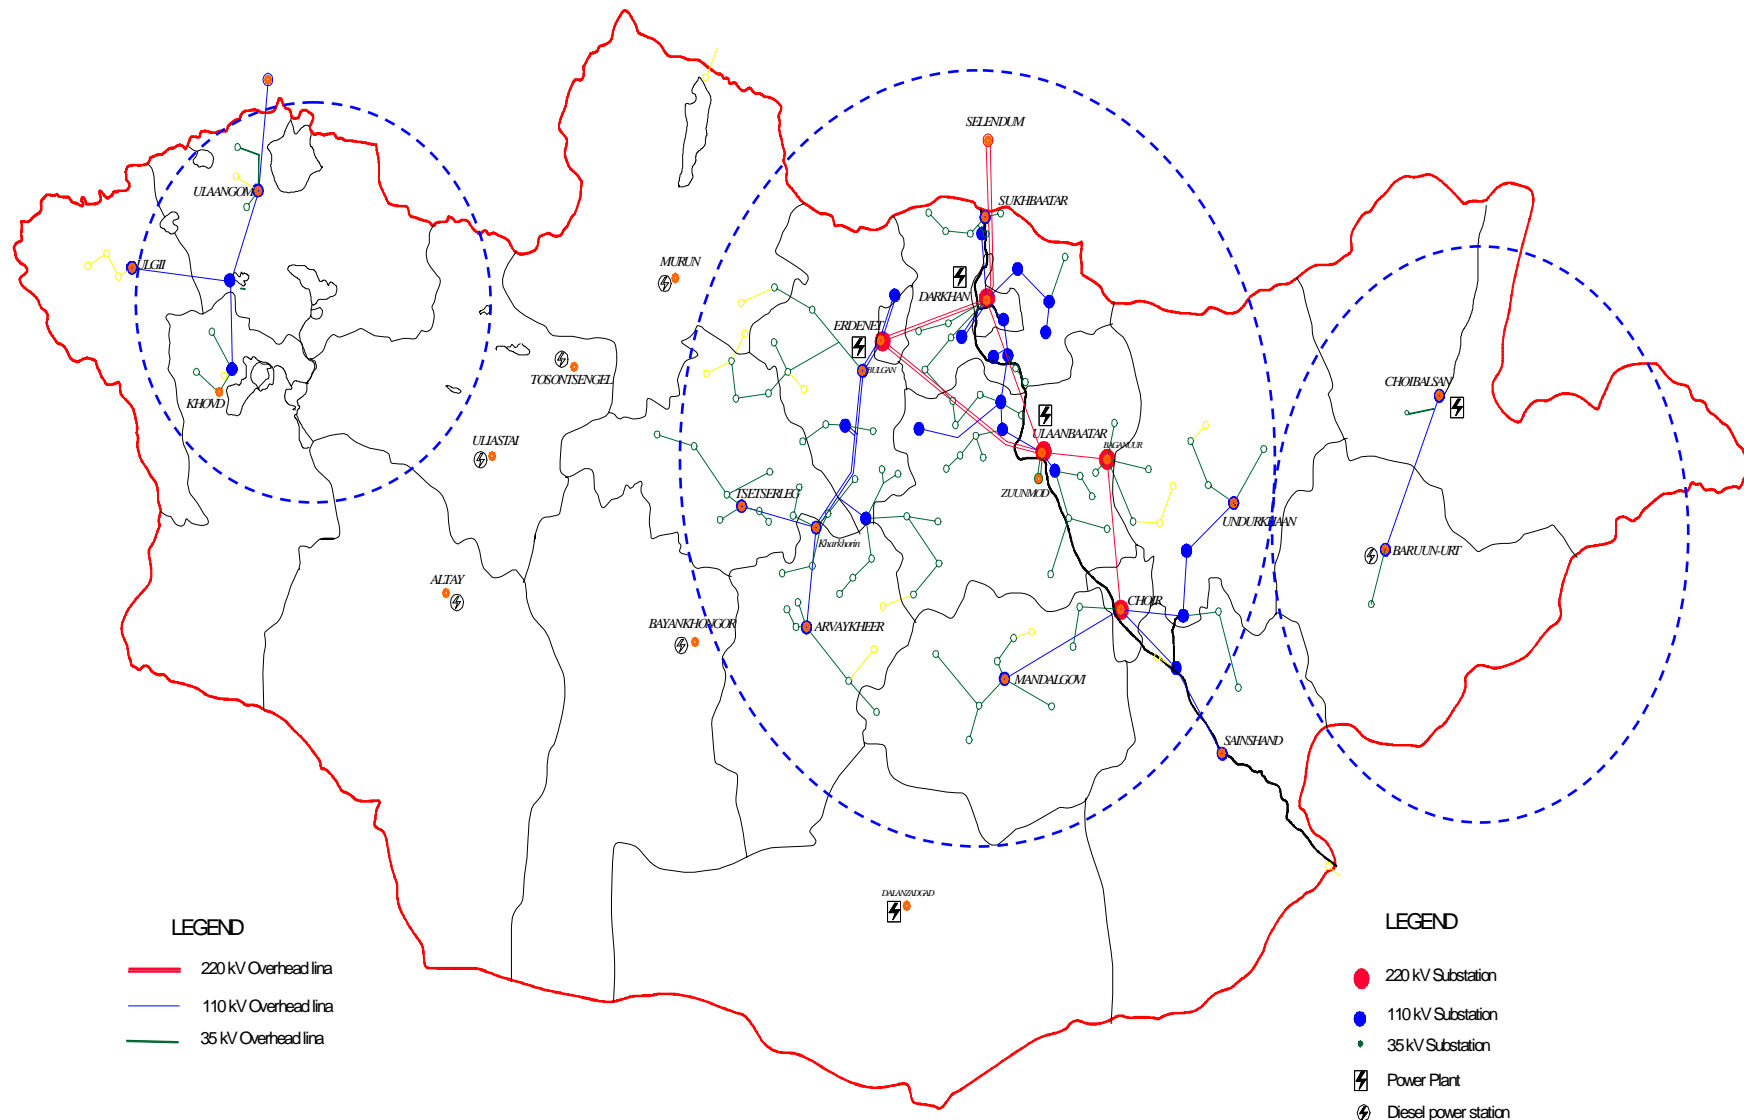 SELENDUM
ULAANGOM
SUKHBAATAR
ULGII
MURUN
DARKHAN
ERDENET
BULGAN
TOSONTSENGEL
CHOIBALSAN
KHOVD
ULIASTAI
ULAANBAATAR
BAGANUUR
TSETSERLEG
ZUUNMOD
UNDURKHAAN
Kharkhorin
BARUUN-URT
ALTAY
CHOIR
BAYANKHONGOR
ARVAYKHEER
MANDALGOVI
SAINSHAND
DALANZADGAD
LEGEND
220 kV Overhead lina
110 kV Overhead lina
35 kV Overhead lina
LEGEND
220 kV Substation
110 kV Substation
35 kV Substation
Power Plant
Diesel power station